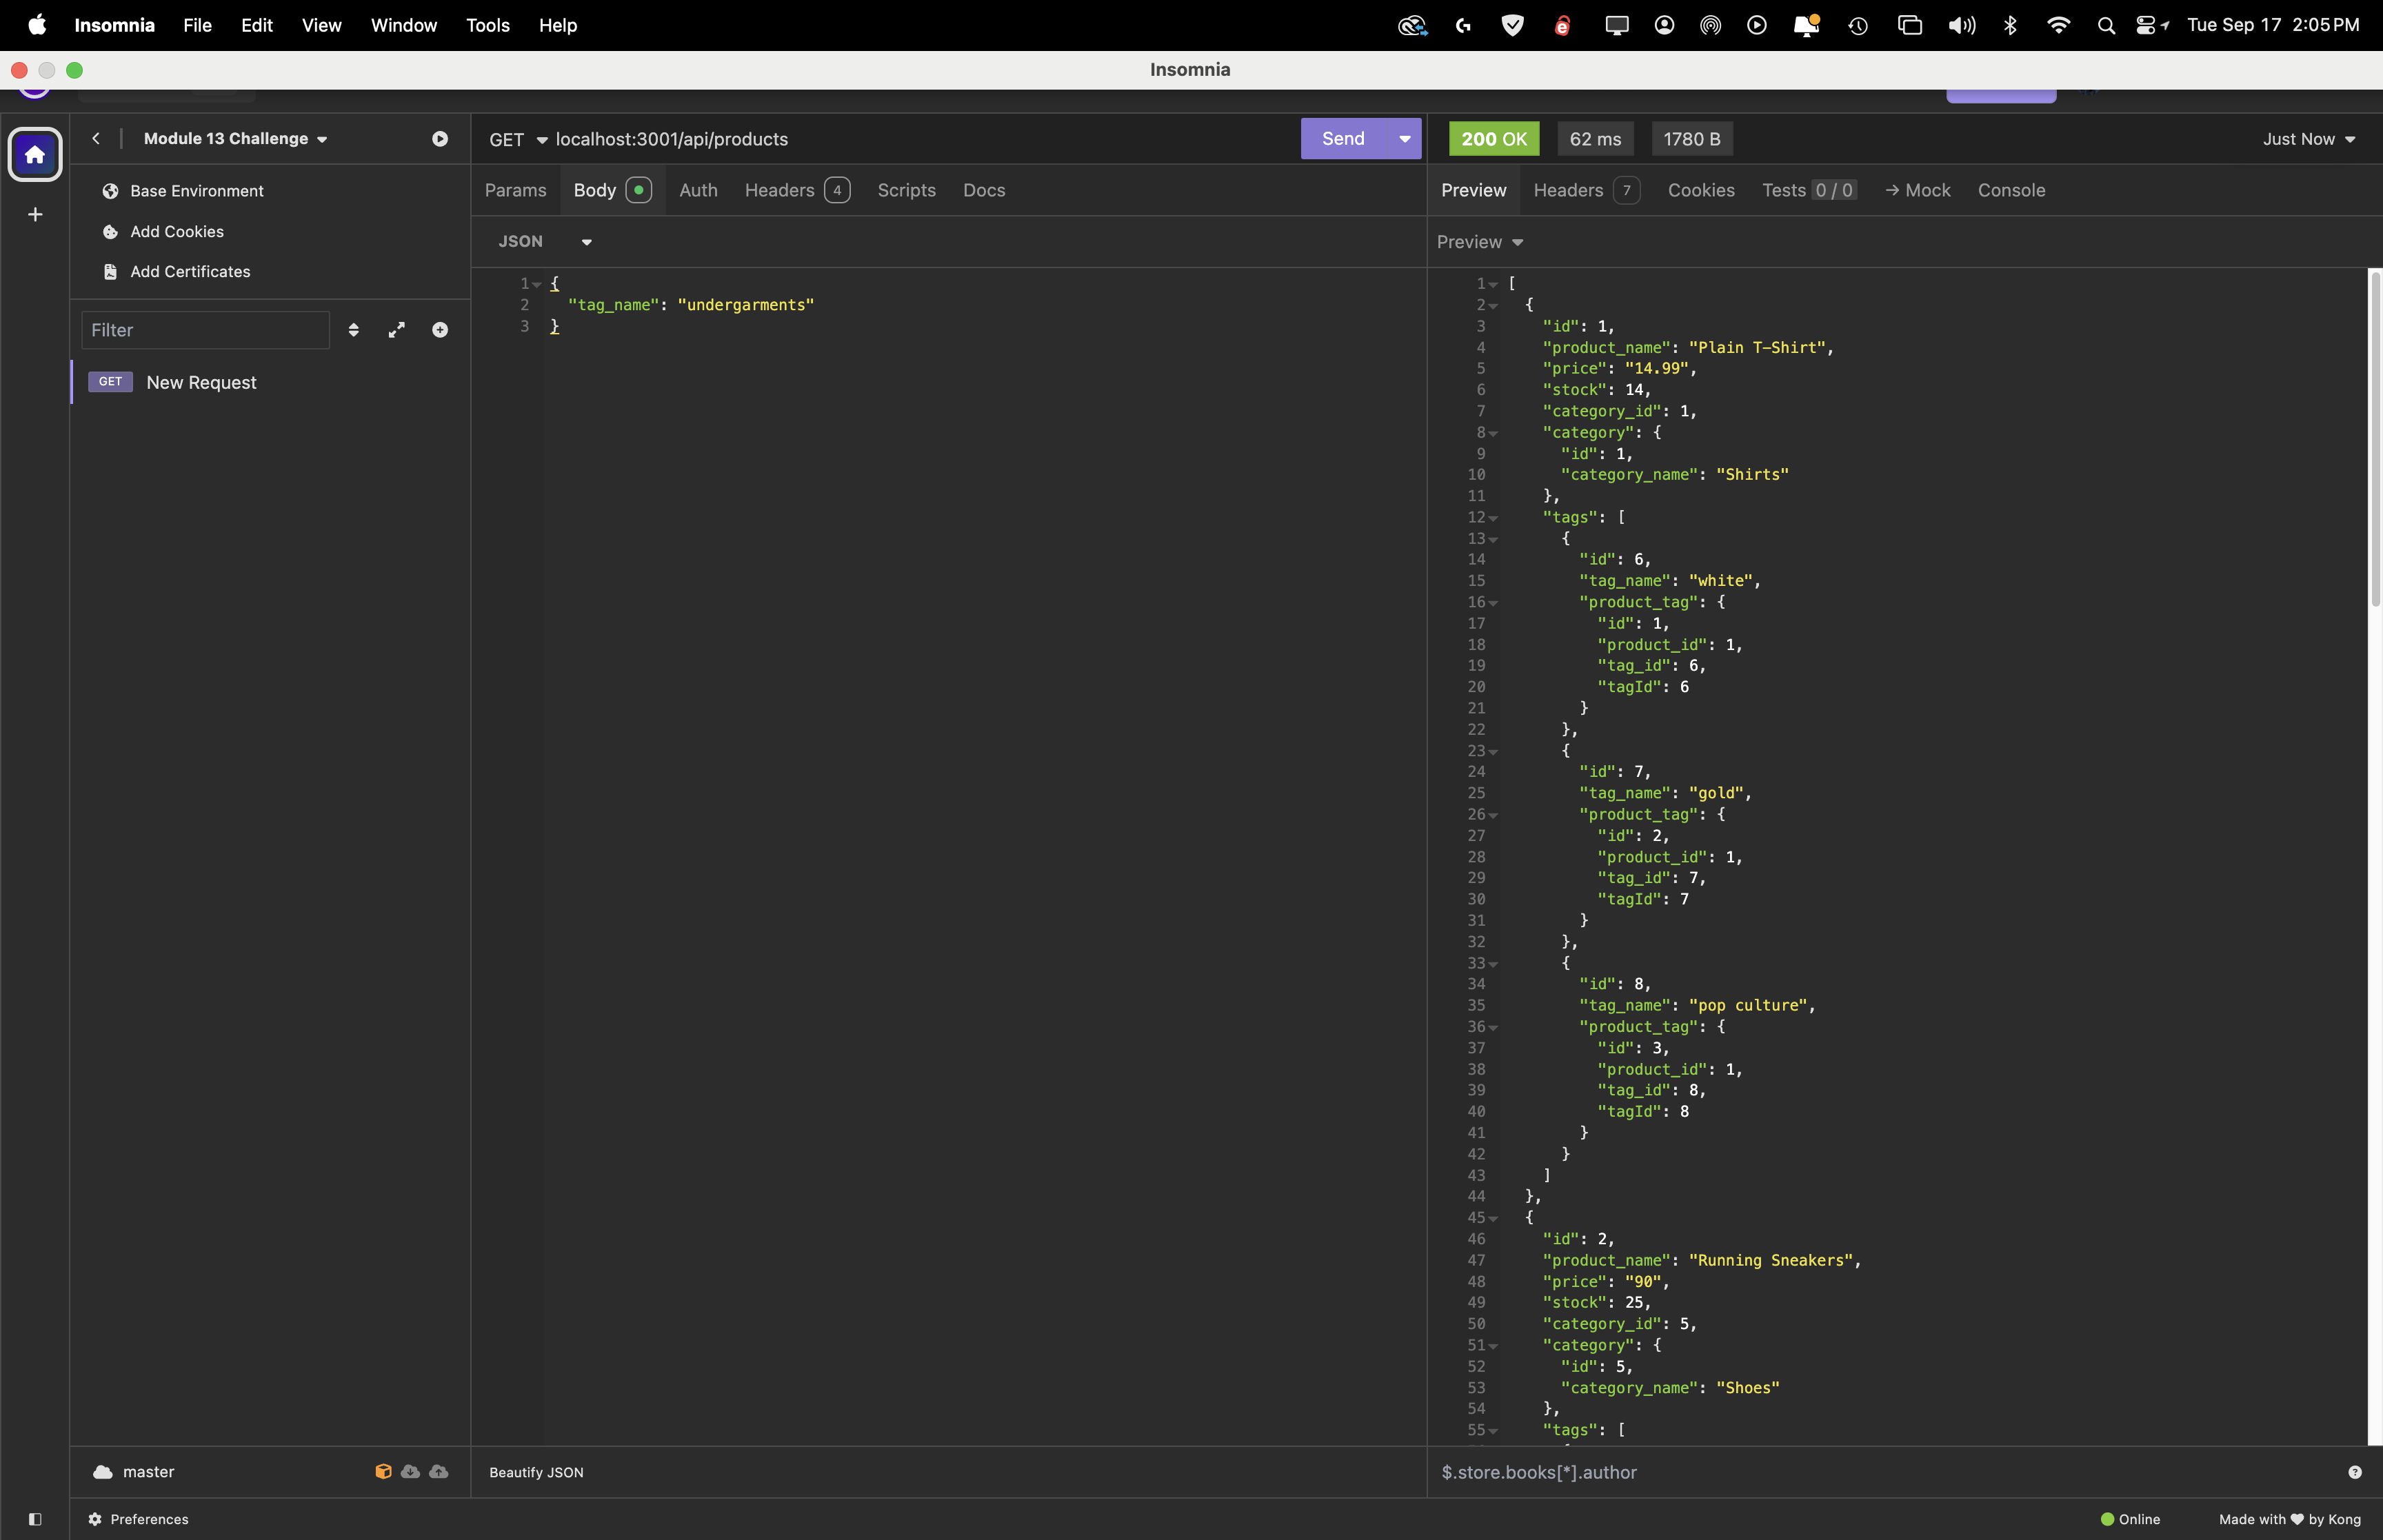 Insomnia File Edit View Window Tools Help
Tue Sep 17 2:05 PM
Insomnia
Module 13 Challenge
Base Environment
Add Cookies
Add Certificates
Filter
GET New Request
master
Preferences
GET localhost:3001/api/products
Send
Params Body Auth Headers 4 Scripts Docs
JSON
1 {
2 "tag_name": "undergarments"
3 }
Beautify JSON
200 OK 62 ms 1780 B
Just Now
Preview Headers 7 Cookies Tests 0 / 0 → Mock Console
Preview
1 [
2 {
3 "id": 1,
4 "product_name": "Plain T-Shirt",
5 "price": "14.99",
6 "stock": 14,
7 "category_id": 1,
8 "category": {
9 "id": 1,
10 "category_name": "Shirts"
11 },
12 "tags": [
13 {
14 "id": 6,
15 "tag_name": "white",
16 "product_tag": {
17 "id": 1,
18 "product_id": 1,
19 "tag_id": 6,
20 "tagId": 6
21 }
22 },
23 {
24 "id": 7,
25 "tag_name": "gold",
26 "product_tag": {
27 "id": 2,
28 "product_id": 1,
29 "tag_id": 7,
30 "tagId": 7
31 }
32 },
33 {
34 "id": 8,
35 "tag_name": "pop culture",
36 "product_tag": {
37 "id": 3,
38 "product_id": 1,
39 "tag_id": 8,
40 "tagId": 8
41 }
42 }
43 ]
44 },
45 {
46 "id": 2,
47 "product_name": "Running Sneakers",
48 "price": "90",
49 "stock": 25,
50 "category_id": 5,
51 "category": {
52 "id": 5,
53 "category_name": "Shoes"
54 },
55 "tags": [
$.store.books[*].author
Online
Made with ♥ by Kong